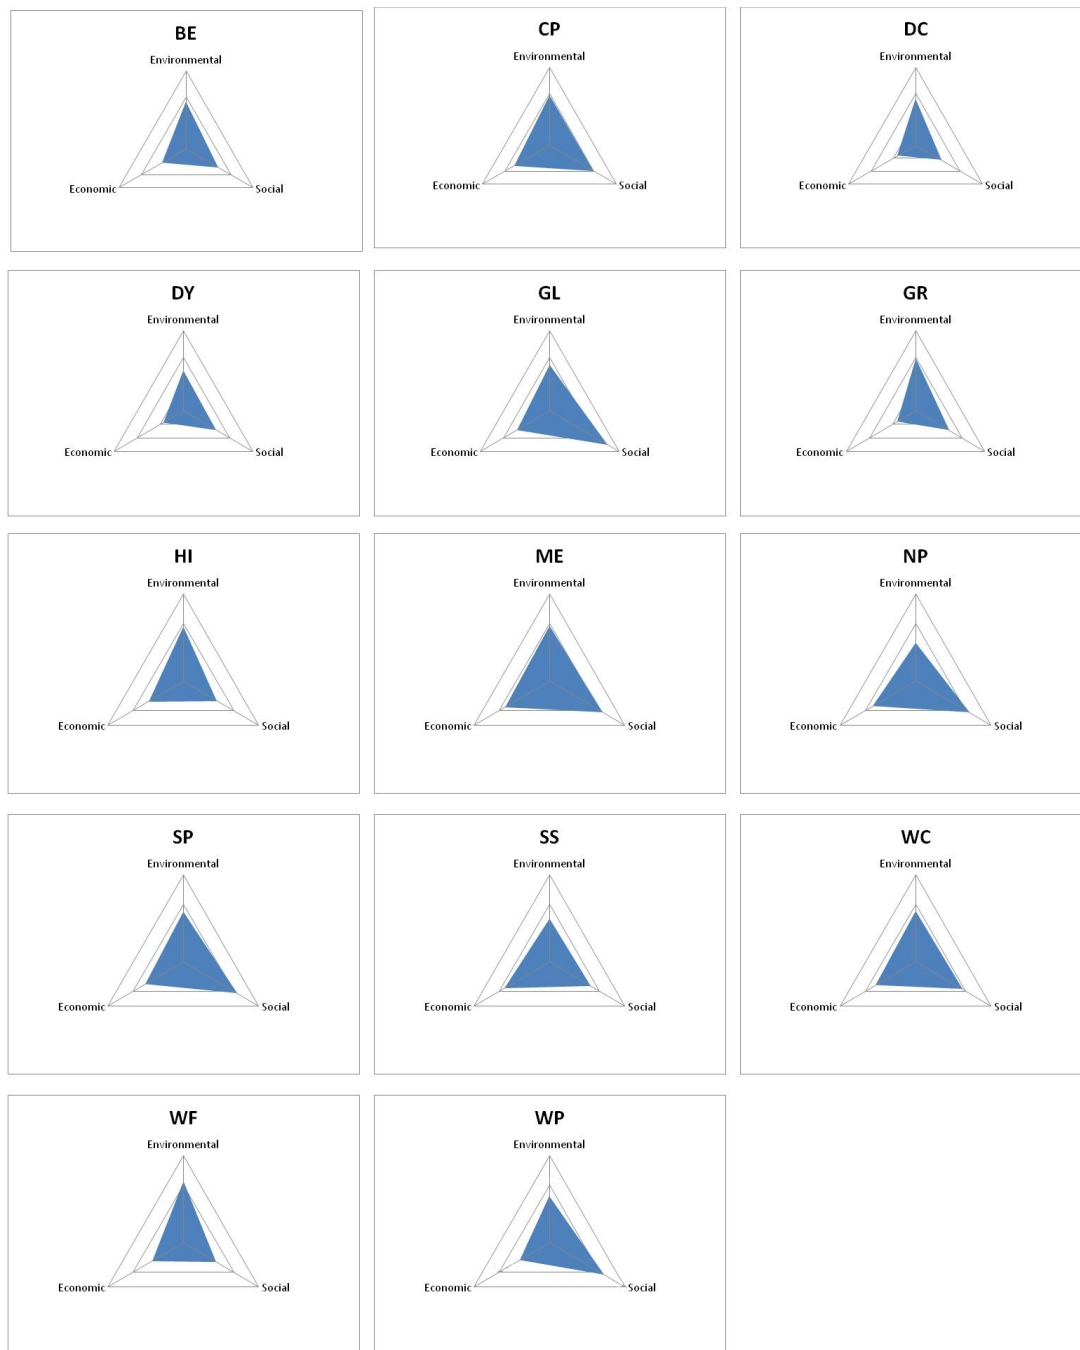 BE
Environmental
Economic
Social
CP
Environmental
Economic
Social
DC
Environmental
Economic
Social
DY
Environmental
Economic
Social
GL
Environmental
Economic
Social
GR
Environmental
Economic
Social
HI
Environmental
Economic
Social
ME
Environmental
Economic
Social
NP
Environmental
Economic
Social
SP
Environmental
Economic
Social
SS
Environmental
Economic
Social
WC
Environmental
Economic
Social
WF
Environmental
Economic
Social
WP
Environmental
Economic
Social